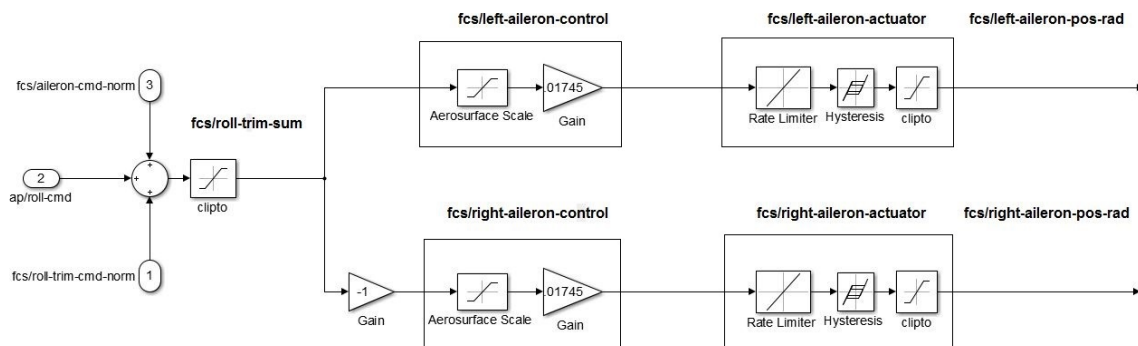 fcs/left-aileron-control
fcs/left-aileron-actuator
fcs/left-aileron-pos-rad
fcs/aileron-cmd-norm
3
fcs/roll-trim-sum
Aerosurface Scale
.01745
Gain
Rate Limiter
Hysteresis
clipto
+
+
+
2
ap/roll-cmd
clipto
fcs/right-aileron-control
fcs/right-aileron-actuator
fcs/right-aileron-pos-rad
fcs/roll-trim-cmd-norm
1
-1
Gain
Aerosurface Scale
.01745
Gain
Rate Limiter
Hysteresis
clipto